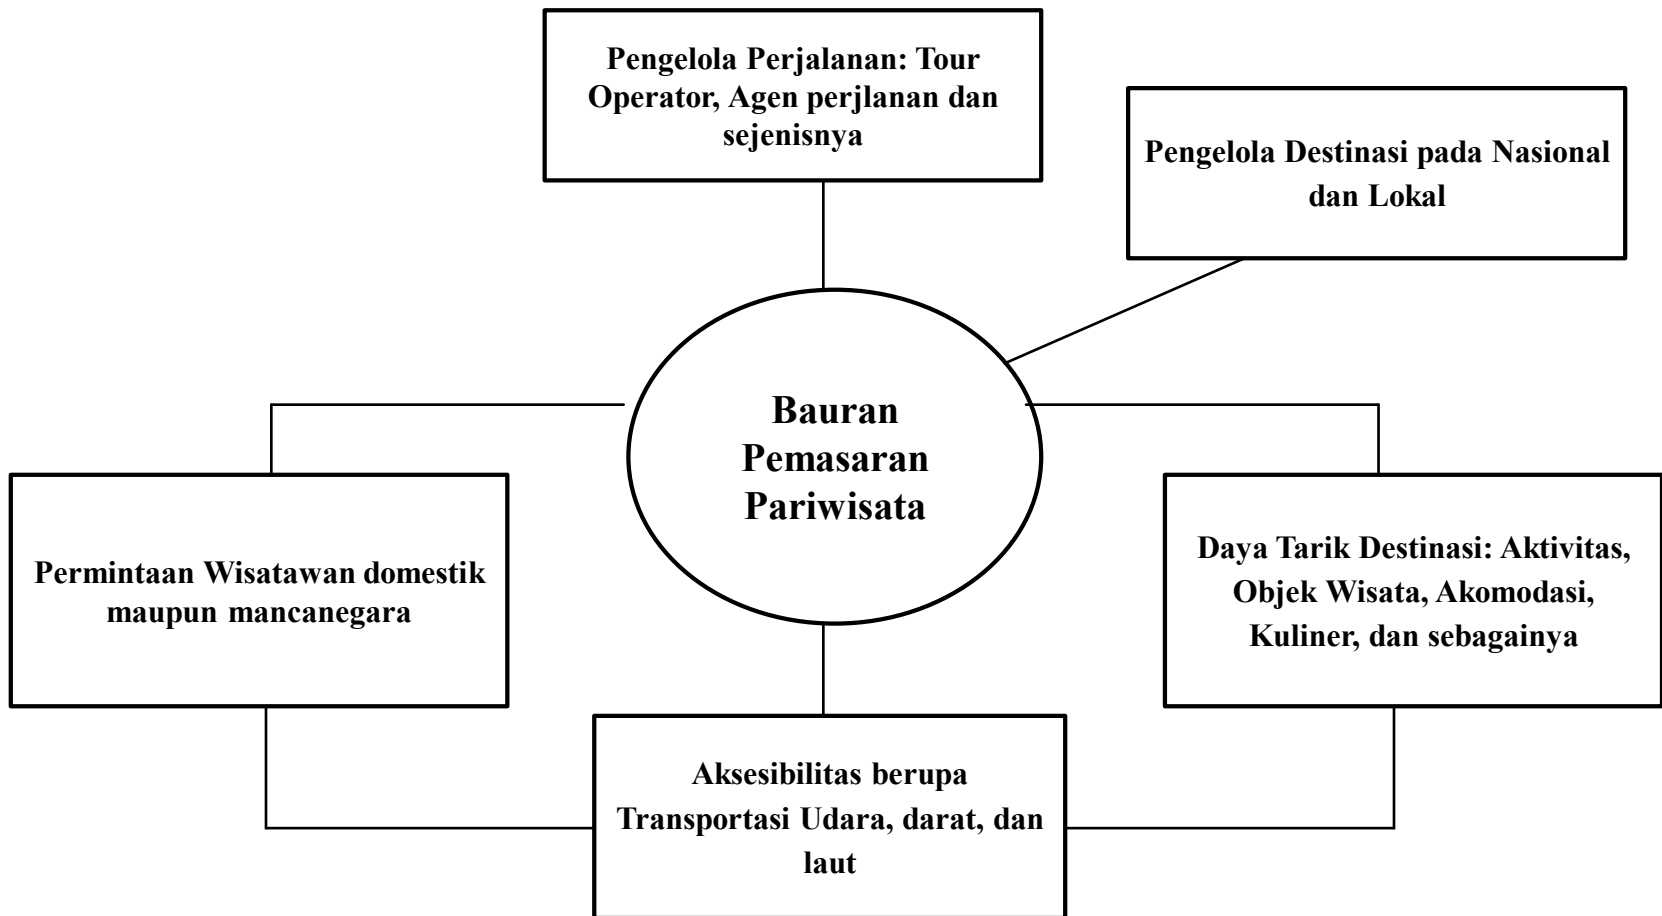 Pengelola Perjalanan: Tour
Operator, Agen perjlanan dan
sejenisnya
Pengelola Destinasi pada Nasional
dan Lokal
Bauran
Pemasaran
Pariwisata
Permintaan Wisatawan domestik
maupun mancanegara
Daya Tarik Destinasi: Aktivitas,
Objek Wisata, Akomodasi,
Kuliner, dan sebagainya
Aksesibilitas berupa
Transportasi Udara, darat, dan
laut